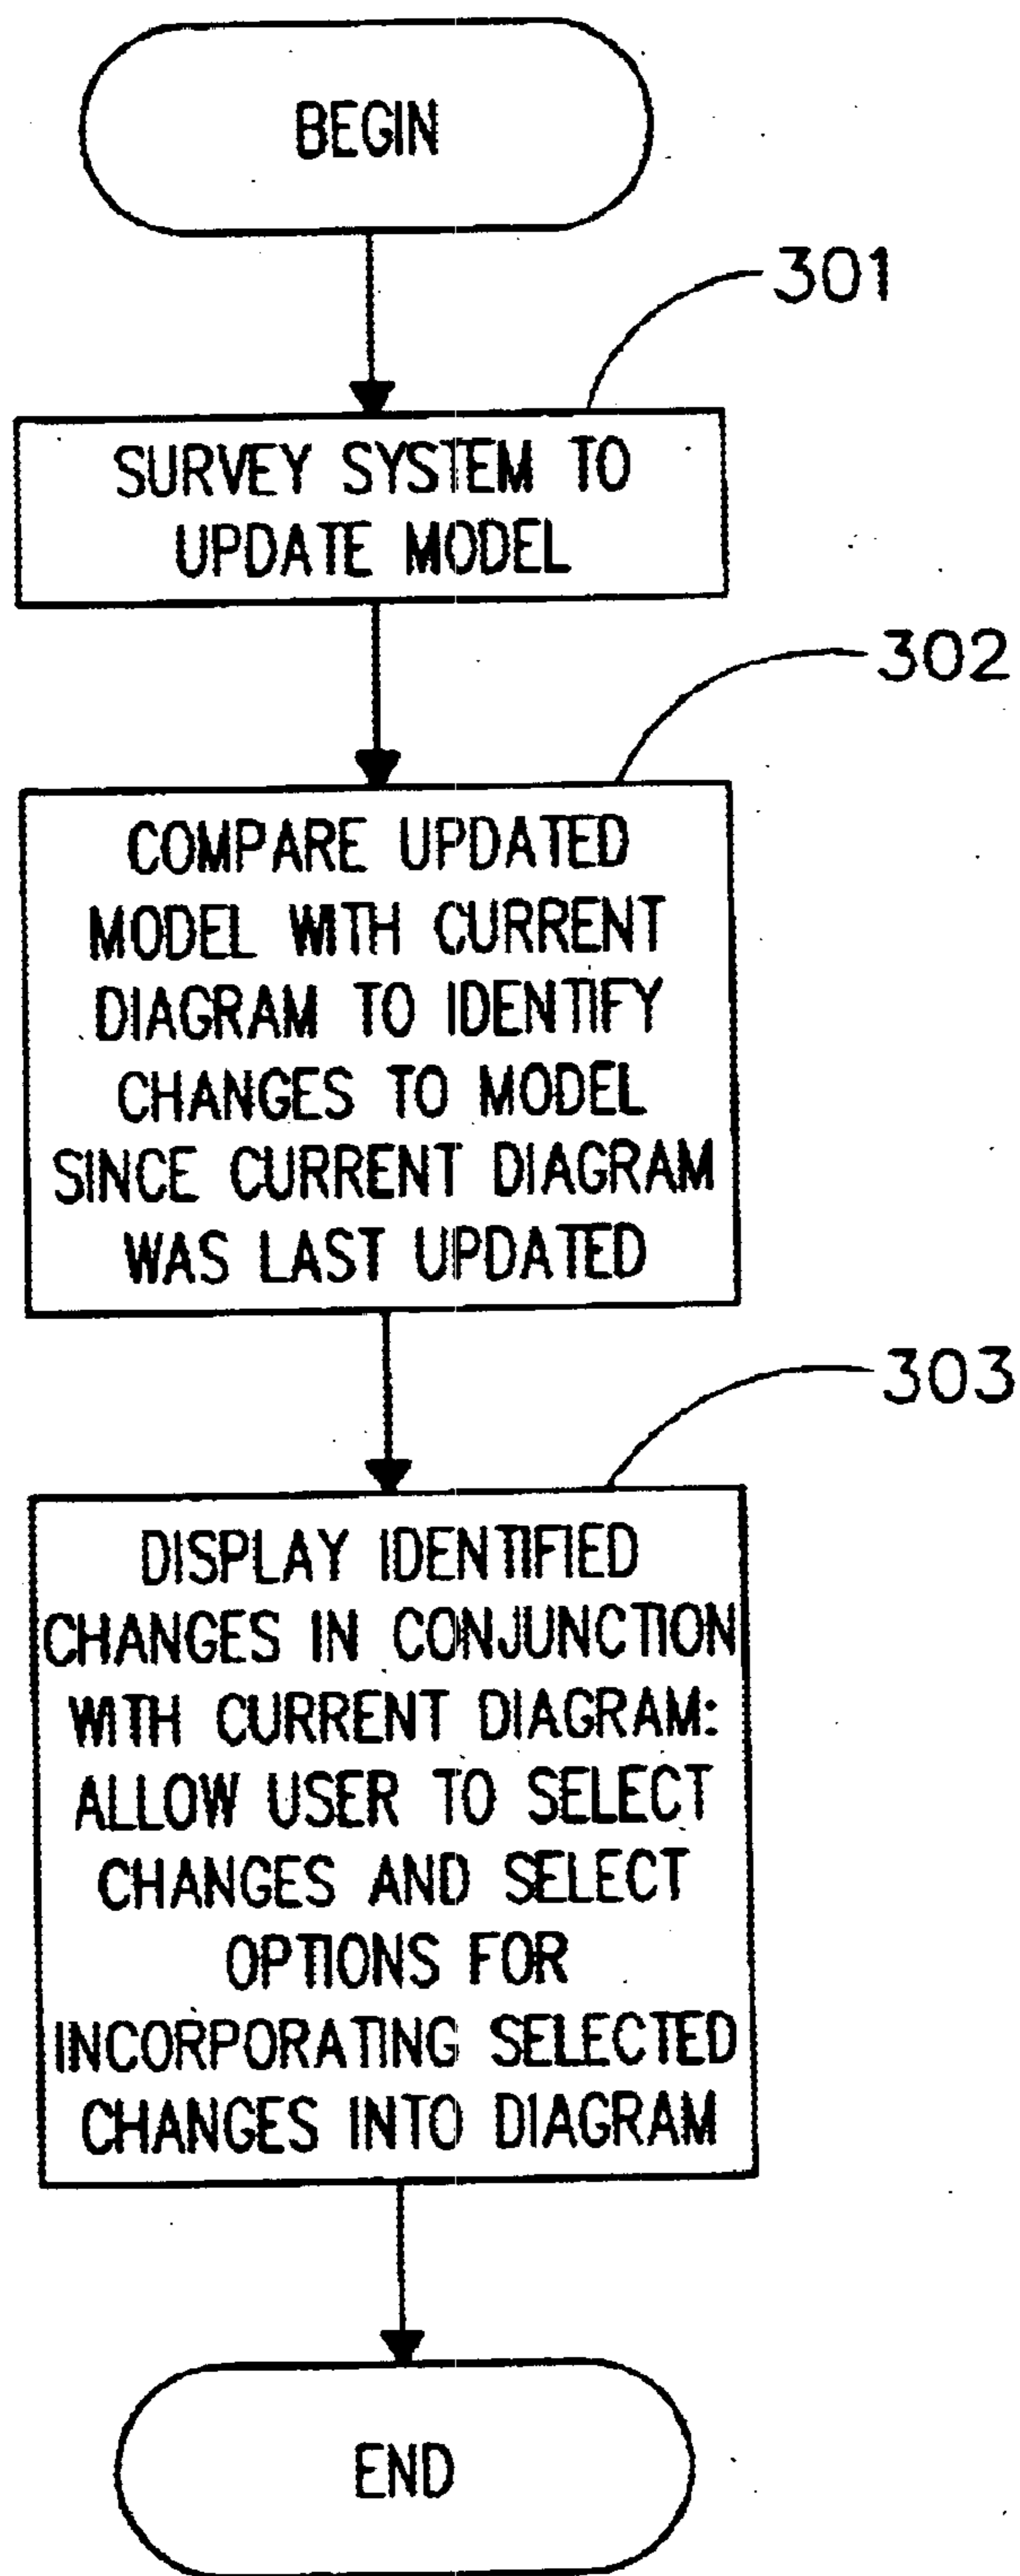 BEGIN
301
SURVEY SYSTEM TO
UPDATE MODEL
302
COMPARE UPDATED
MODEL WITH CURRENT
DIAGRAM TO IDENTIFY
CHANGES TO MODEL
SINCE CURRENT DIAGRAM
WAS LAST UPDATED
303
DISPLAY IDENTIFIED
CHANGES IN CONJUNCTION
WITH CURRENT DIAGRAM:
ALLOW USER TO SELECT
CHANGES AND SELECT
OPTIONS FOR
INCORPORATING SELECTED
CHANGES INTO DIAGRAM
END